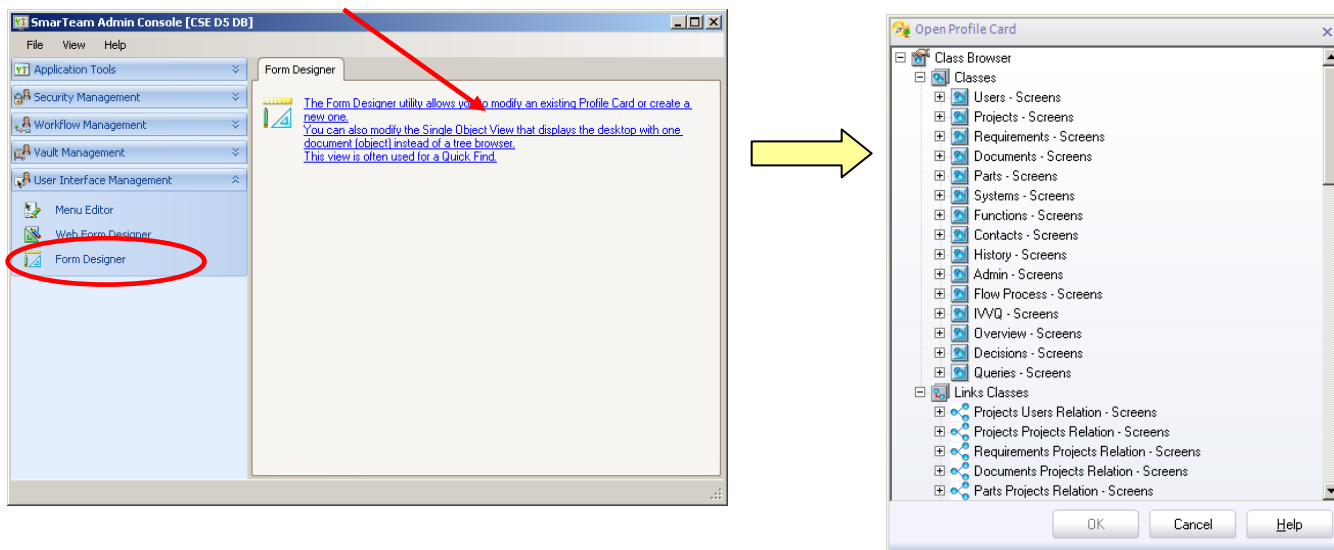 SmarTeam Admin Console [CSE D5 DB]
File View Help
Application Tools
Security Management
Workflow Management
Vault Management
User Interface Management
Menu Editor
Web Form Designer
Form Designer
Form Designer
The Form Designer utility allows you to modify an existing Profile Card or create a
new one.
You can also modify the Single Object View that displays the desktop with one
document (object) instead of a tree browser.
This view is often used for a Quick Find.
Open Profile Card
Class Browser
Classes
Users - Screens
Projects - Screens
Requirements - Screens
Documents - Screens
Parts - Screens
Systems - Screens
Functions - Screens
Contacts - Screens
History - Screens
Admin - Screens
Flow Process - Screens
IVVQ - Screens
Overview - Screens
Decisions - Screens
Queries - Screens
Links Classes
Projects Users Relation - Screens
Projects Projects Relation - Screens
Requirements Projects Relation - Screens
Documents Projects Relation - Screens
Parts Projects Relation - Screens
OK Cancel Help